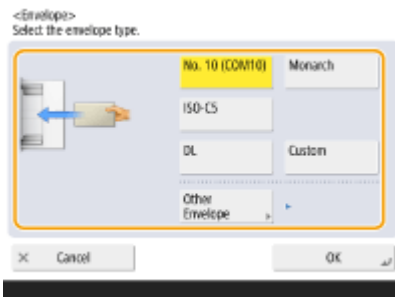 <Envelope>
Select the envelope type.
No. 10 (COM10)
Monarch
ISO-C5
DL
Custom
Other
Envelope
Cancel
OK